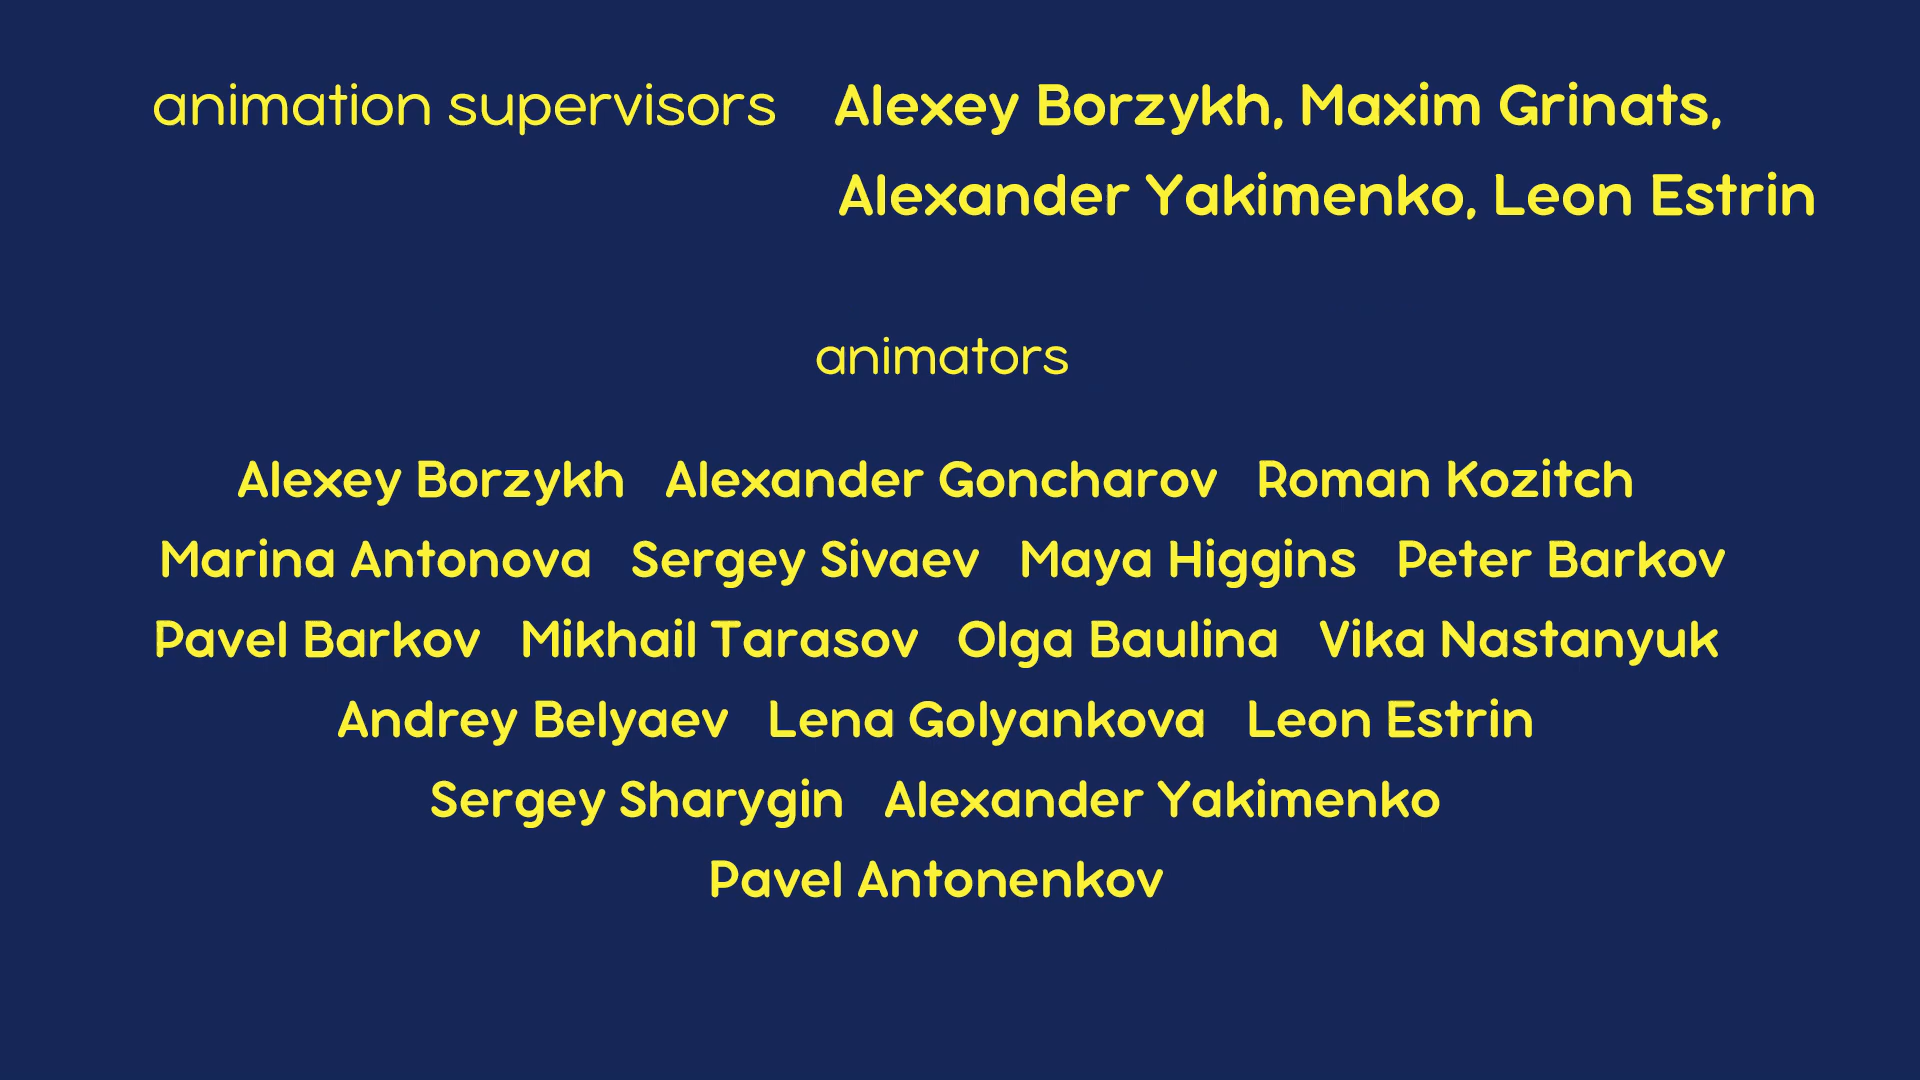 animation supervisors Alexey Borzykh, Maxim Grinats,
Alexander Yakimenko, Leon Estrin
animators
Alexey Borzykh Alexander Goncharov Roman Kozitch
Marina Antonova Sergey Sivaev Maya Higgins Peter Barkov
Pavel Barkov Mikhail Tarasov Olga Baulina Vika Nastanyuk
Andrey Belyaev Lena Golyankova Leon Estrin
Sergey Sharygin Alexander Yakimenko
Pavel Antonenkov